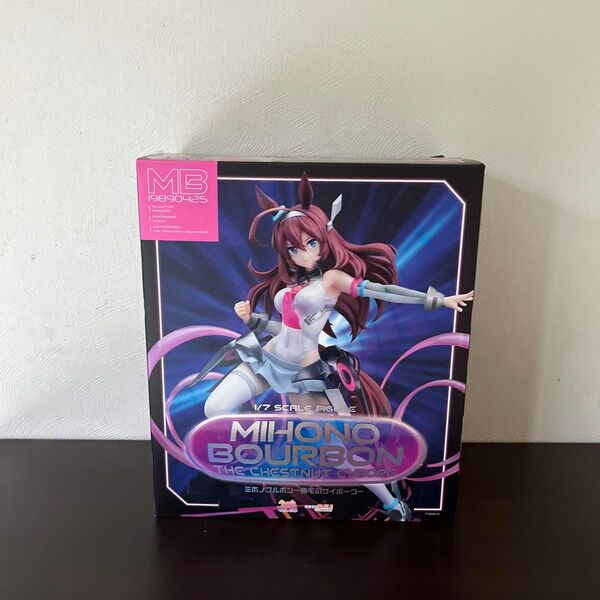 MB
19890425
1/7 SCALE FIGURE
MIHONO
BOURBON
THE CHESTNUT CYBORG
ミホノブルボン 栗毛のサイボーグ